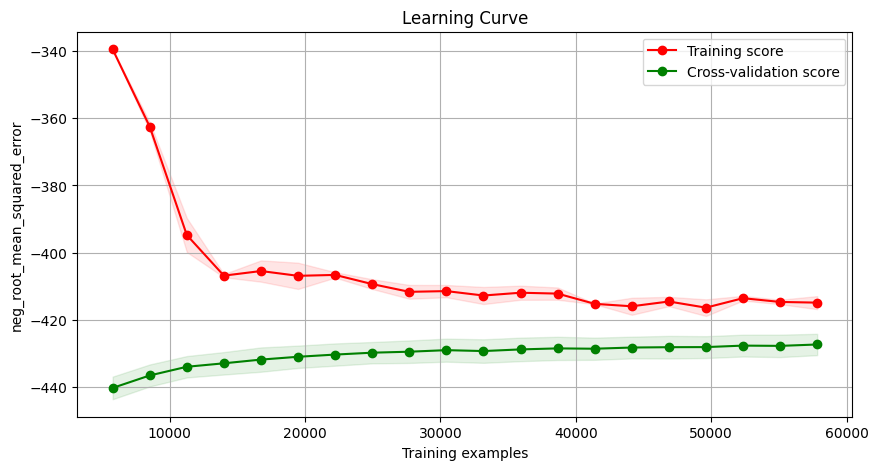 Learning Curve
Training score
Cross-validation score
neg_root_mean_squared_error
−340
−360
−380
−400
−420
−440
10000
20000
30000
40000
50000
60000
Training examples